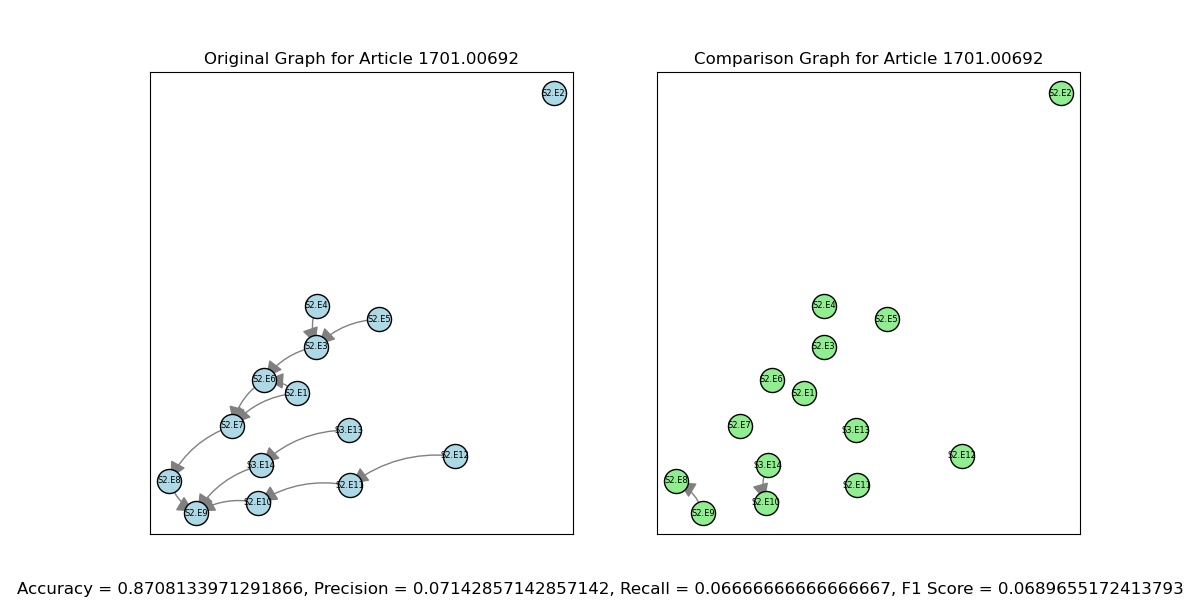 Original Graph for Article 1701.00692
S2.E2
S2.E4
S2.E5
S2.E3
S2.E6
S2.E1
S2.E7
S3.E13
S2.E12
S3.E14
S2.E8
S2.E11
S2.E10
S2.E9
Comparison Graph for Article 1701.00692
S2.E2
S2.E4
S2.E5
S2.E3
S2.E6
S2.E1
S2.E7
S3.E13
S2.E12
S3.E14
S2.E8
S2.E11
S2.E10
S2.E9
Accuracy = 0.8708133971291866, Precision = 0.07142857142857142, Recall = 0.06666666666666667, F1 Score = 0.0689655172413793